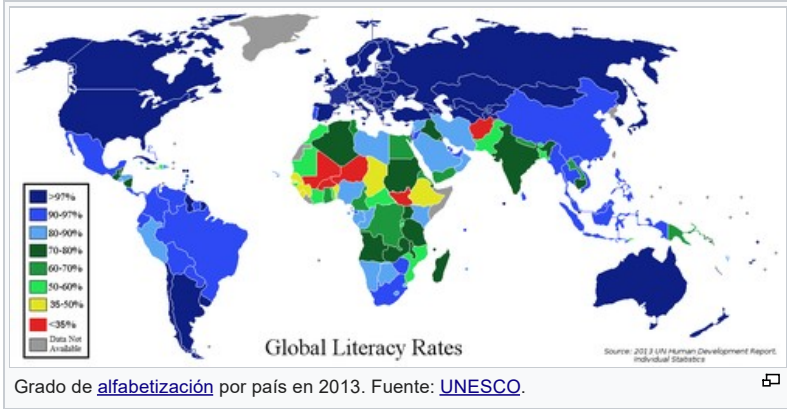 >97%
90-97%
80-90%
70-80%
60-70%
50-60%
35-50%
<35%
Data Not
Available
Global Literacy Rates
Source: 2013 UN Human Development Report,
Individual Statistics
Grado de alfabetización por país en 2013. Fuente: UNESCO.